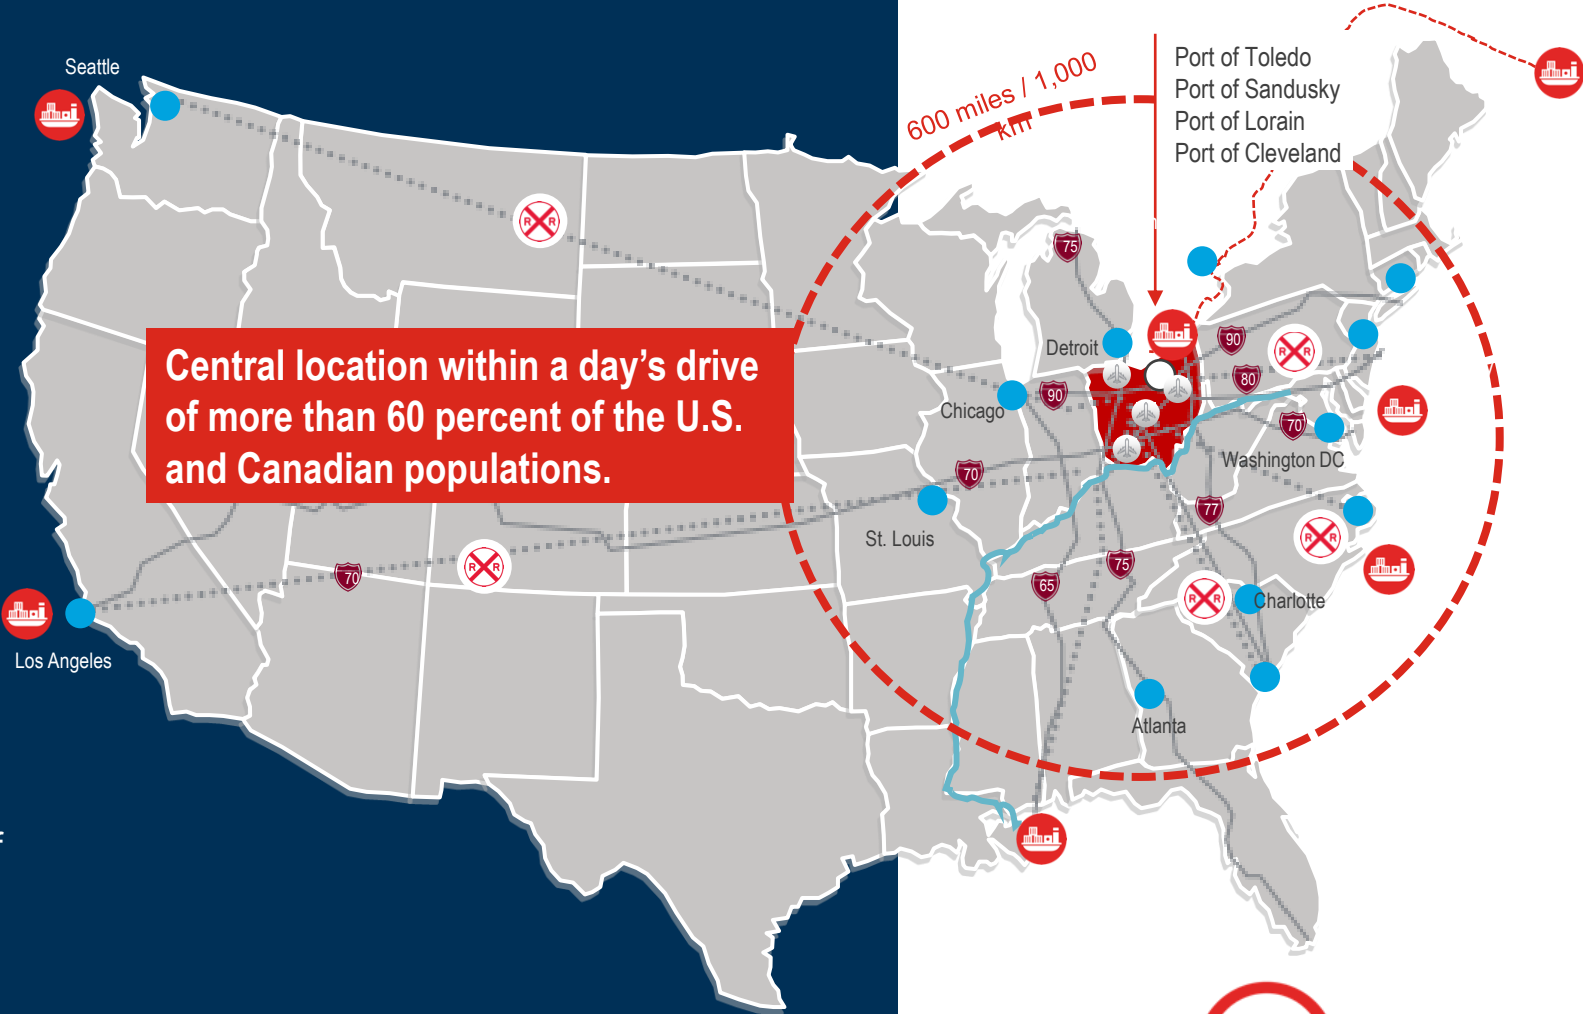 Seattle
600 miles / 1,000
km
Port of Toledo
Port of Sandusky
Port of Lorain
Port of Cleveland
R R
75
Central location within a day’s drive
of more than 60 percent of the U.S.
and Canadian populations.
Detroit
90
R R
80
90
Chicago
70
Washington DC
70
77
St. Louis
R R
75
65
R R
70
R R
Charlotte
Los Angeles
Atlanta